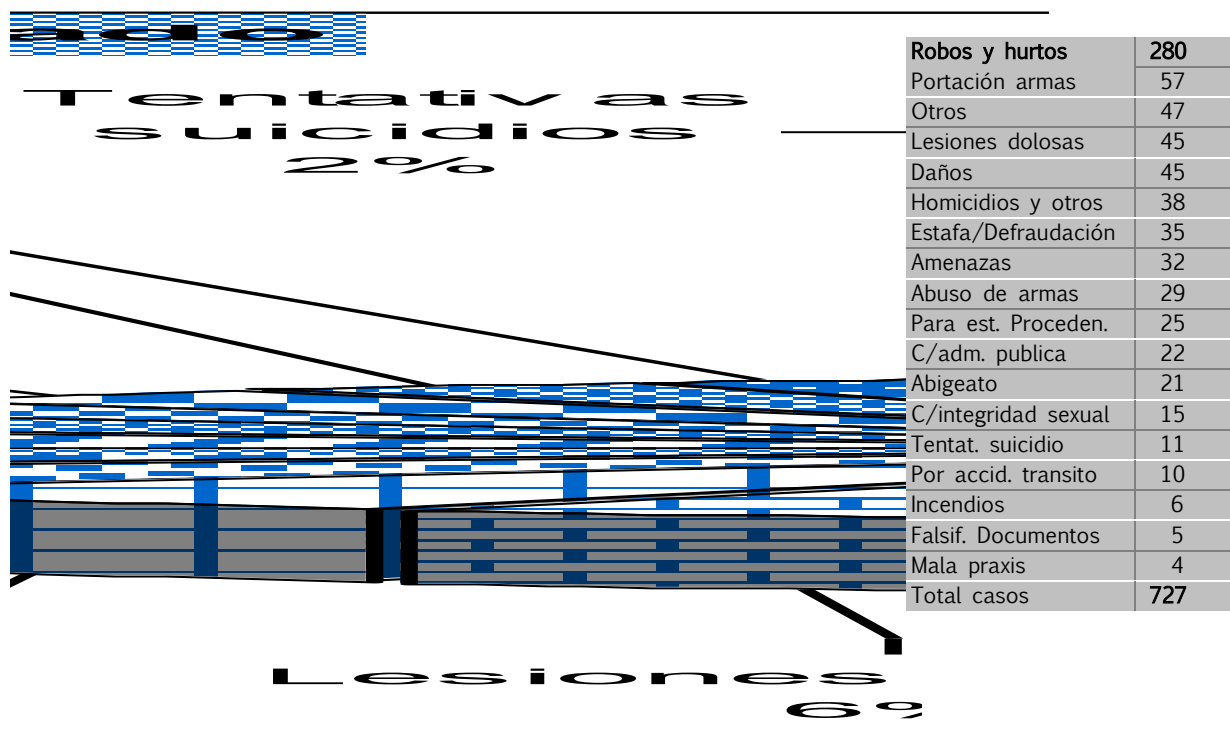 ado
Tentativas
suicidios
2%
Lesiones
6%
Robos y hurtos 280
Portación armas 57
Otros 47
Lesiones dolosas 45
Daños 45
Homicidios y otros 38
Estafa/Defraudación 35
Amenazas 32
Abuso de armas 29
Para est. Proceden. 25
C/adm. publica 22
Abigeato 21
C/integridad sexual 15
Tentat. suicidio 11
Por accid. transito 10
Incendios 6
Falsif. Documentos 5
Mala praxis 4
Total casos 727